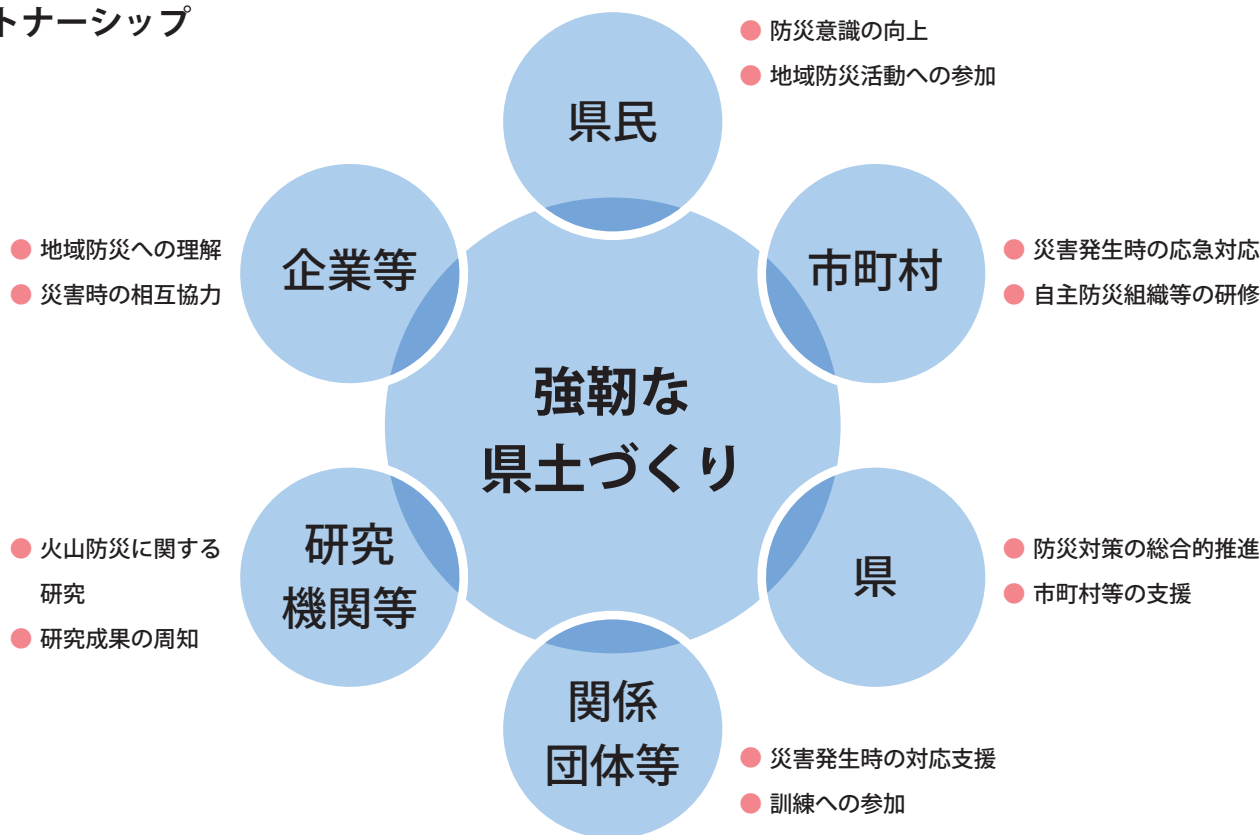 トナーシップ
県民
防災意識の向上
地域防災活動への参加
企業等
地域防災への理解
災害時の相互協力
市町村
災害発生時の応急対応
自主防災組織等の研修
強靭な
県土づくり
研究
機関等
火山防災に関する
研究
研究成果の周知
県
防災対策の総合的推進
市町村等の支援
関係
団体等
災害発生時の対応支援
訓練への参加